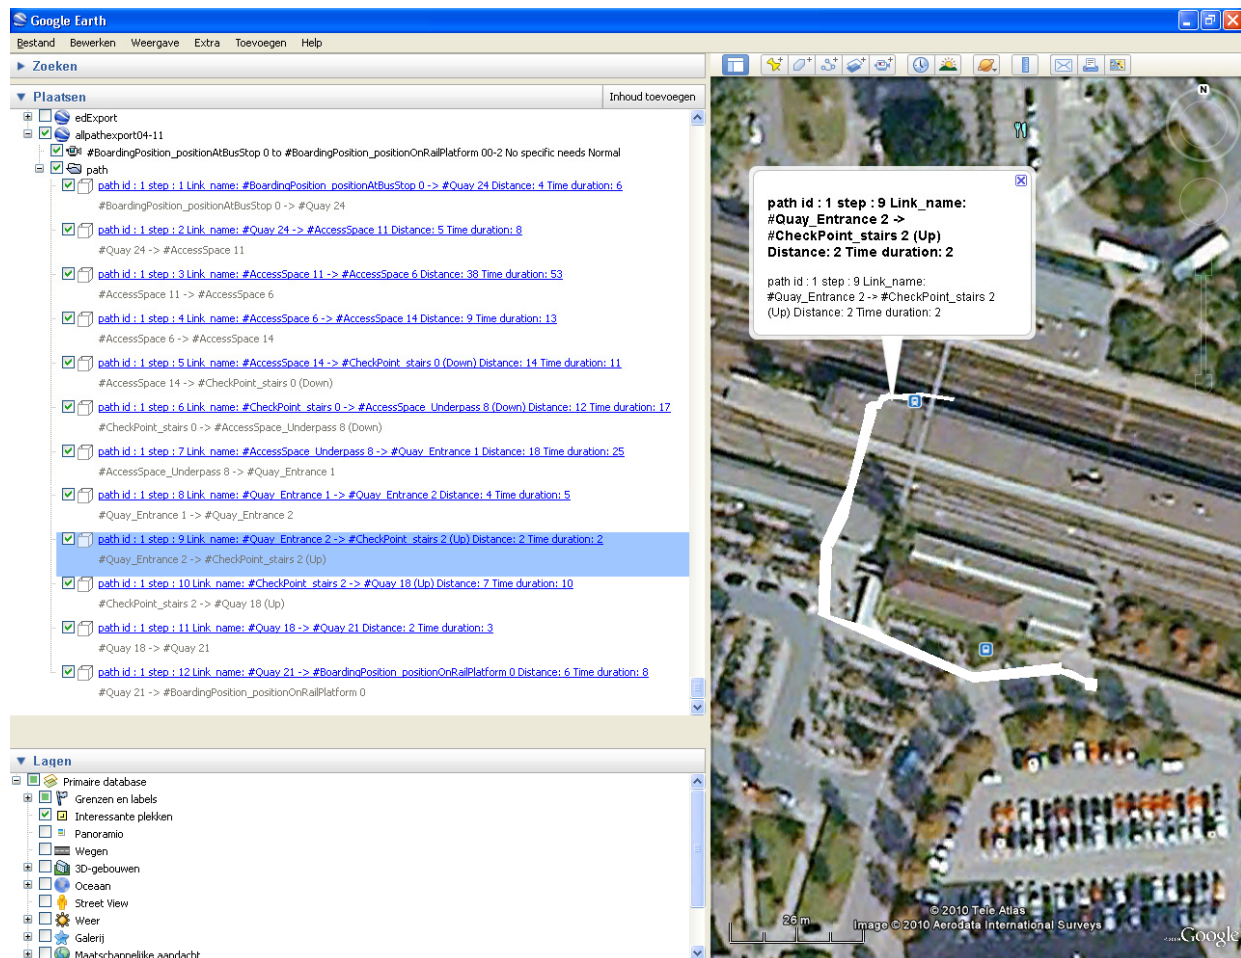 Google Earth
Bestand Bewerken Weergave Extra Toevoegen Help
Zoeken
Plaatsen Inhoud toevoegen
edExport
allpathexport04-11
#BoardingPosition_positionAtBusStop 0 to #BoardingPosition_positionOnRailPlatform 00-2 No specific needs Normal
path
path id : 1 step : 1 Link_name: #BoardingPosition_positionAtBusStop 0 -> #Quay 24 Distance: 4 Time duration: 6
#BoardingPosition_positionAtBusStop 0 -> #Quay 24
path id : 1 step : 2 Link_name: #Quay 24 -> #AccessSpace 11 Distance: 5 Time duration: 8
#Quay 24 -> #AccessSpace 11
path id : 1 step : 3 Link_name: #AccessSpace 11 -> #AccessSpace 6 Distance: 38 Time duration: 53
#AccessSpace 11 -> #AccessSpace 6
path id : 1 step : 4 Link_name: #AccessSpace 6 -> #AccessSpace 14 Distance: 9 Time duration: 13
#AccessSpace 6 -> #AccessSpace 14
path id : 1 step : 5 Link_name: #AccessSpace 14 -> #CheckPoint_stairs 0 (Down) Distance: 14 Time duration: 11
#AccessSpace 14 -> #CheckPoint_stairs 0 (Down)
path id : 1 step : 6 Link_name: #CheckPoint_stairs 0 -> #AccessSpace_Underpass 8 (Down) Distance: 12 Time duration: 17
#CheckPoint_stairs 0 -> #AccessSpace_Underpass 8 (Down)
path id : 1 step : 7 Link_name: #AccessSpace_Underpass 8 -> #Quay_Entrance 1 Distance: 18 Time duration: 25
#AccessSpace_Underpass 8 -> #Quay_Entrance 1
path id : 1 step : 8 Link_name: #Quay_Entrance 1 -> #Quay_Entrance 2 Distance: 4 Time duration: 5
#Quay_Entrance 1 -> #Quay_Entrance 2
path id : 1 step : 9 Link_name: #Quay_Entrance 2 -> #CheckPoint_stairs 2 (Up) Distance: 2 Time duration: 2
#Quay_Entrance 2 -> #CheckPoint_stairs 2 (Up)
path id : 1 step : 10 Link_name: #CheckPoint_stairs 2 -> #Quay 18 (Up) Distance: 7 Time duration: 10
#CheckPoint_stairs 2 -> #Quay 18 (Up)
path id : 1 step : 11 Link_name: #Quay 18 -> #Quay 21 Distance: 2 Time duration: 3
#Quay 18 -> #Quay 21
path id : 1 step : 12 Link_name: #Quay 21 -> #BoardingPosition_positionOnRailPlatform 0 Distance: 6 Time duration: 8
#Quay 21 -> #BoardingPosition_positionOnRailPlatform 0
Lagen
Primaire database
Grenzen en labels
Interessante plekken
Panoramio
Wegen
3D-gebouwen
Oceaan
Street View
Weer
Galerij
Maatschappelijke aandacht
N
path id : 1 step : 9 Link_name:
#Quay_Entrance 2 ->
#CheckPoint_stairs 2 (Up)
Distance: 2 Time duration: 2
path id : 1 step : 9 Link_name:
#Quay_Entrance 2 -> #CheckPoint_stairs 2
(Up) Distance: 2 Time duration: 2
26 m
© 2010 Tele Atlas
Image © 2010 Aerodata International Surveys
Google